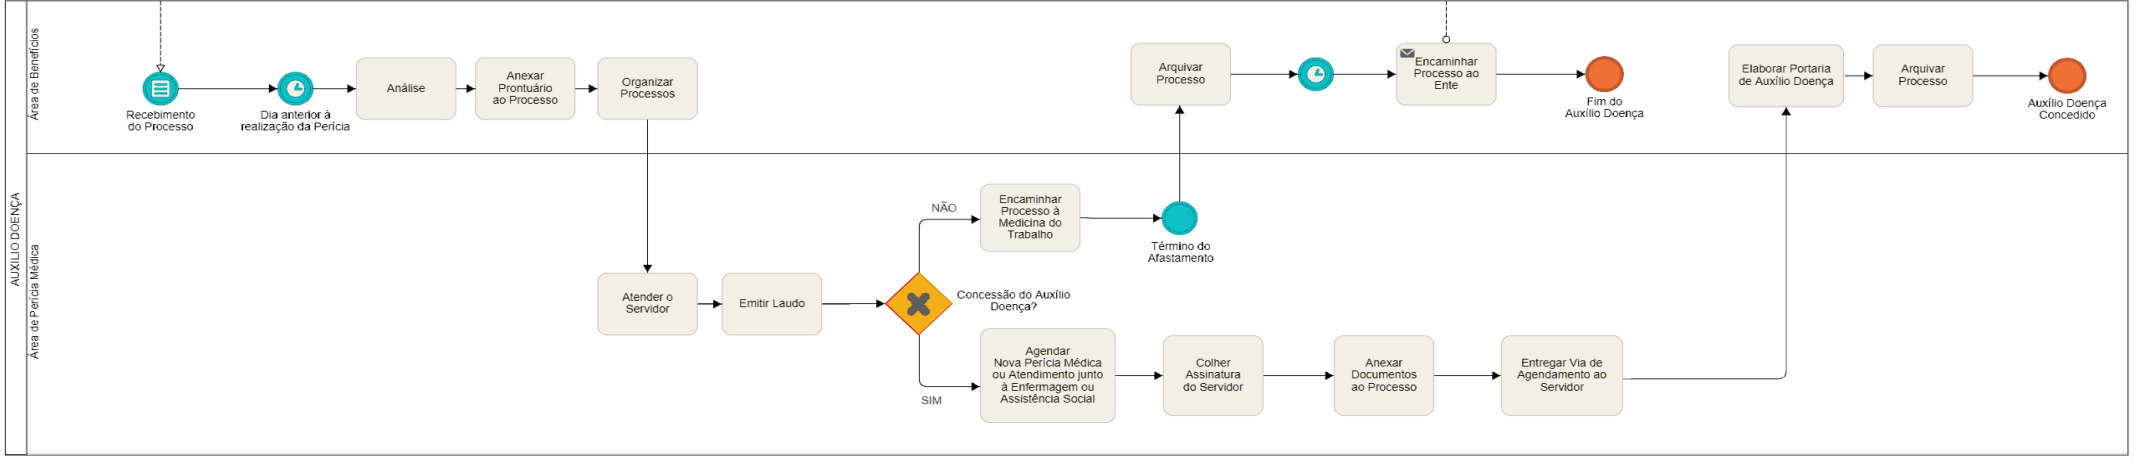 AUXÍLIO DOENÇA
Área de Benefícios
Recebimento
do Processo
Dia anterior à
realização da Perícia
Análise
Anexar
Prontuário
ao Processo
Organizar
Processos
Arquivar
Processo
Encaminhar
Processo ao
Ente
Fim do
Auxílio Doença
Elaborar Portaria
de Auxílio Doença
Arquivar
Processo
Auxílio Doença
Concedido
Área de Perícia Médica
Atender o
Servidor
Emitir Laudo
Concessão do Auxílio
Doença?
NÃO
Encaminhar
Processo à
Medicina do
Trabalho
Término do
Afastamento
SIM
Agendar
Nova Perícia Médica
ou Atendimento junto
à Enfermagem ou
Assistência Social
Colher
Assinatura
do Servidor
Anexar
Documentos
ao Processo
Entregar Via de
Agendamento ao
Servidor